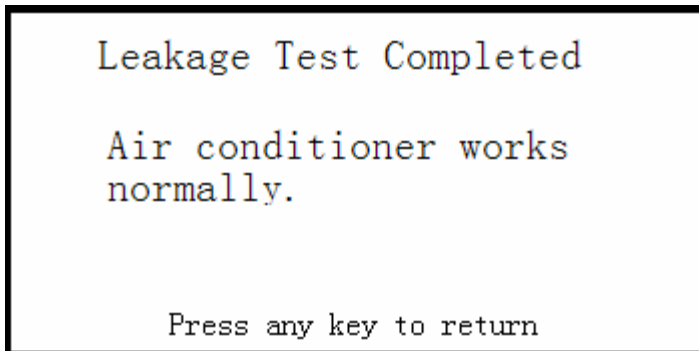 Leakage Test Completed
Air conditioner works
normally.
Press any key to return